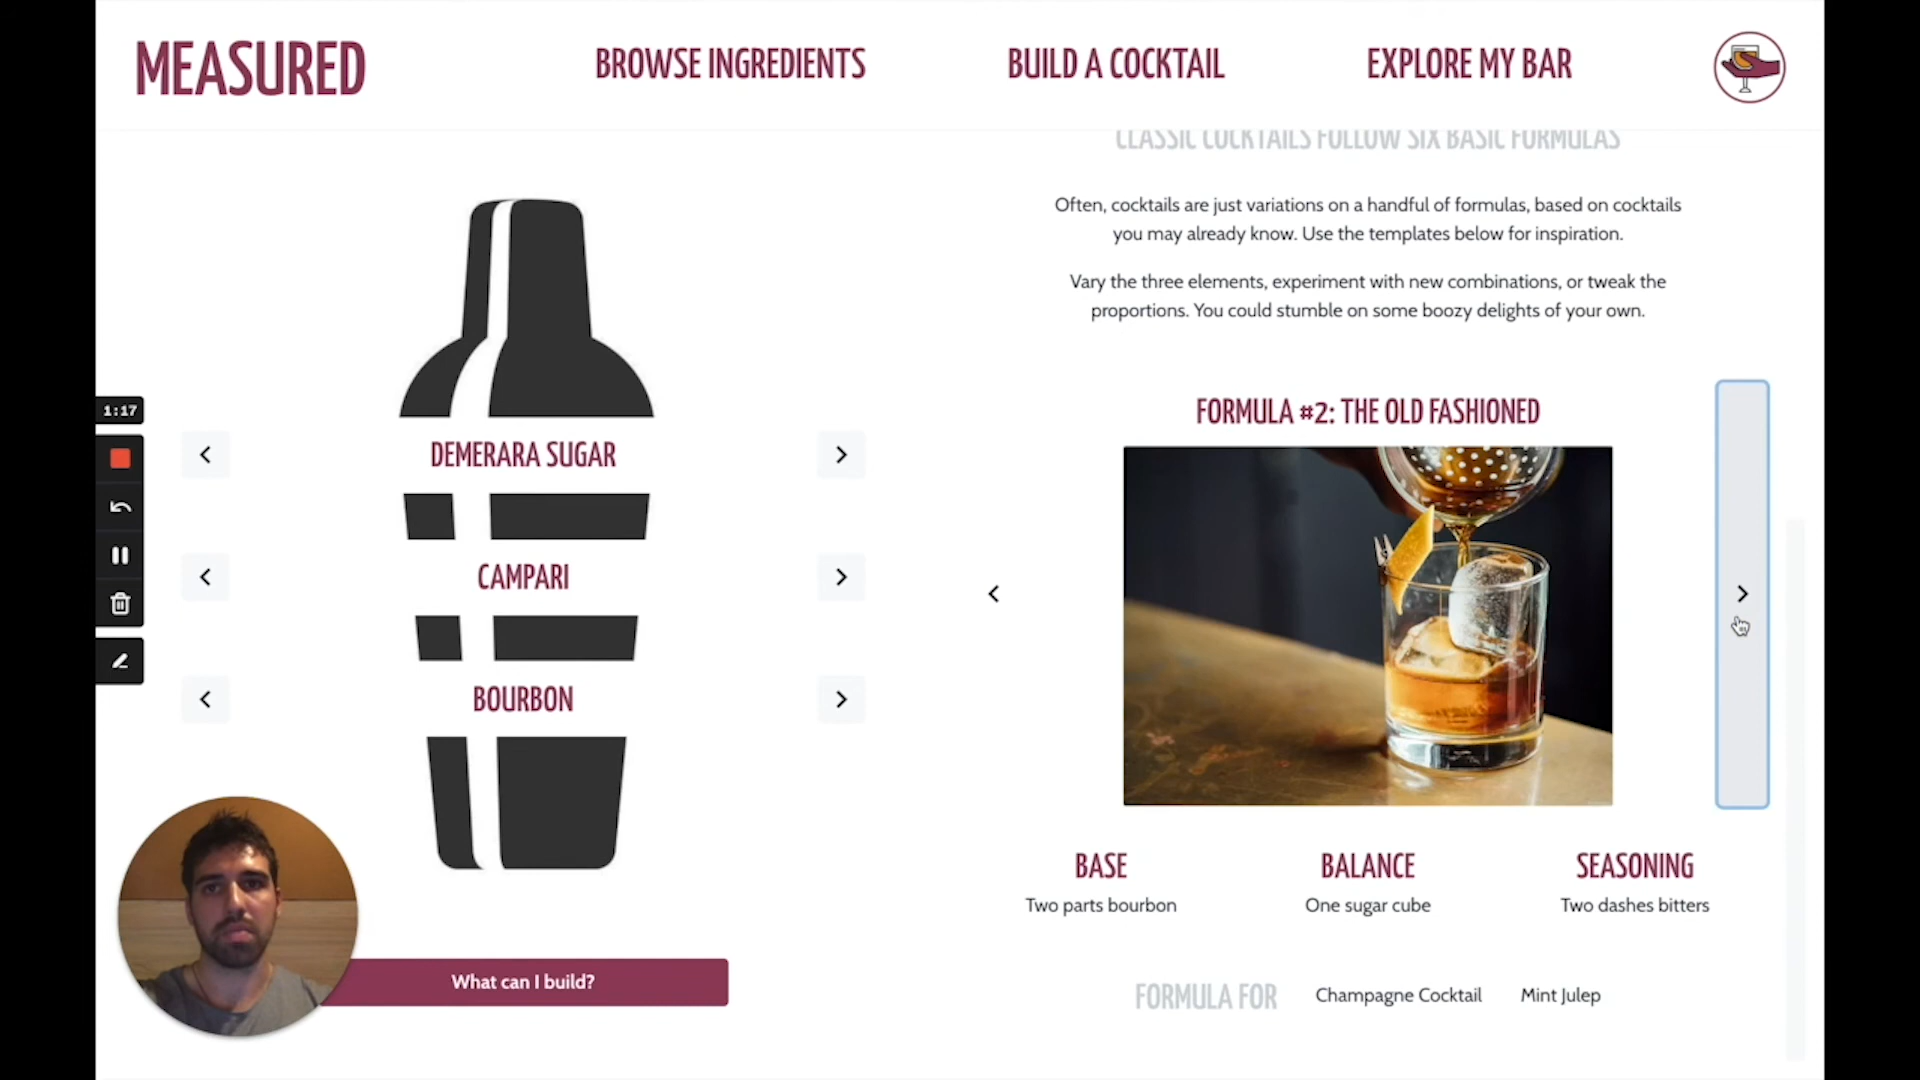 MEASURED
BROWSE INGREDIENTS
BUILD A COCKTAIL
EXPLORE MY BAR
CLASSIC COCKTAILS FOLLOW SIX BASIC FORMULAS
Often, cocktails are just variations on a handful of formulas, based on cocktails
you may already know. Use the templates below for inspiration.
Vary the three elements, experiment with new combinations, or tweak the
proportions. You could stumble on some boozy delights of your own.
1:17
DEMERARA SUGAR
CAMPARI
BOURBON
What can I build?
FORMULA #2: THE OLD FASHIONED
BASE
Two parts bourbon
BALANCE
One sugar cube
SEASONING
Two dashes bitters
FORMULA FOR
Champagne Cocktail
Mint Julep